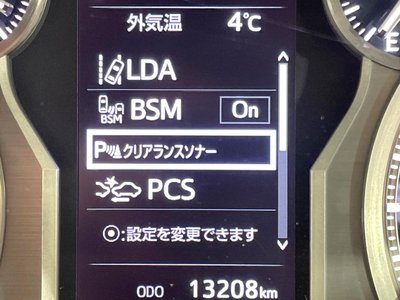 外気温 4℃
LDA
BSM BSM On
P クリアランスソナー
PCS
⦿:設定を変更できます
ODO 13208km
E